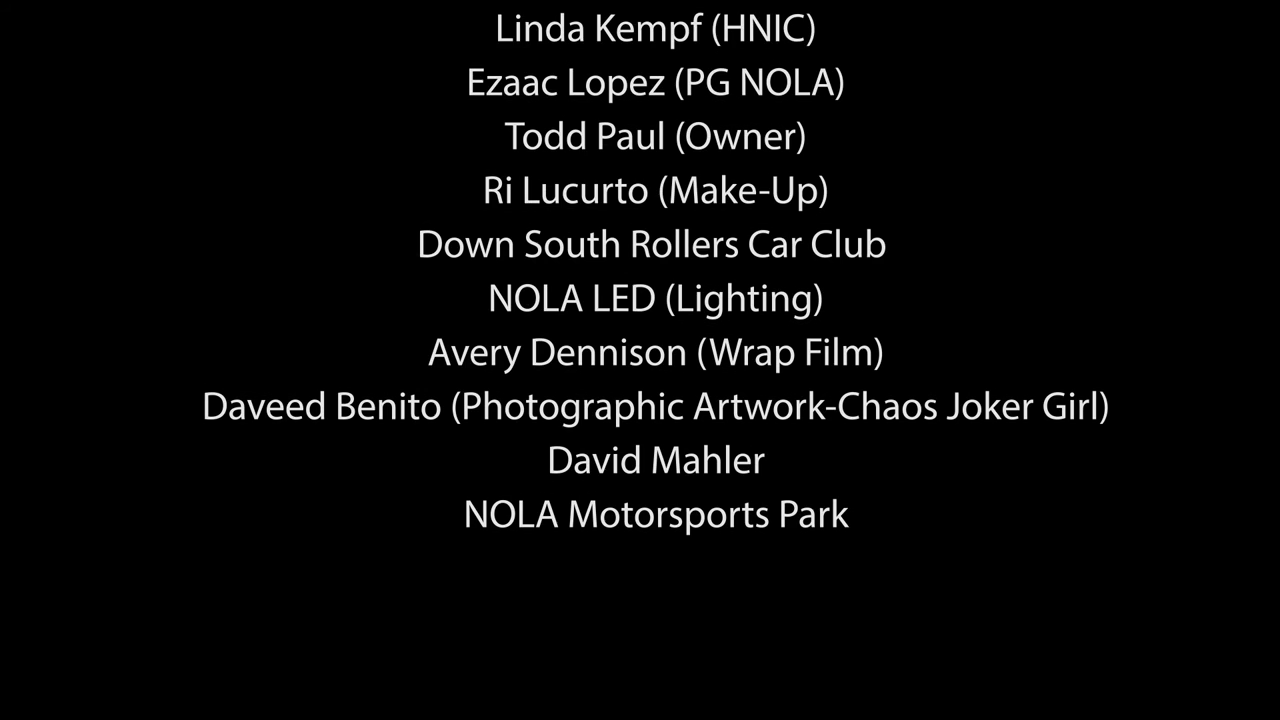 Linda Kempf (HNIC)
Ezaac Lopez (PG NOLA)
Todd Paul (Owner)
Ri Lucurto (Make-Up)
Down South Rollers Car Club
NOLA LED (Lighting)
Avery Dennison (Wrap Film)
Daveed Benito (Photographic Artwork-Chaos Joker Girl)
David Mahler
NOLA Motorsports Park